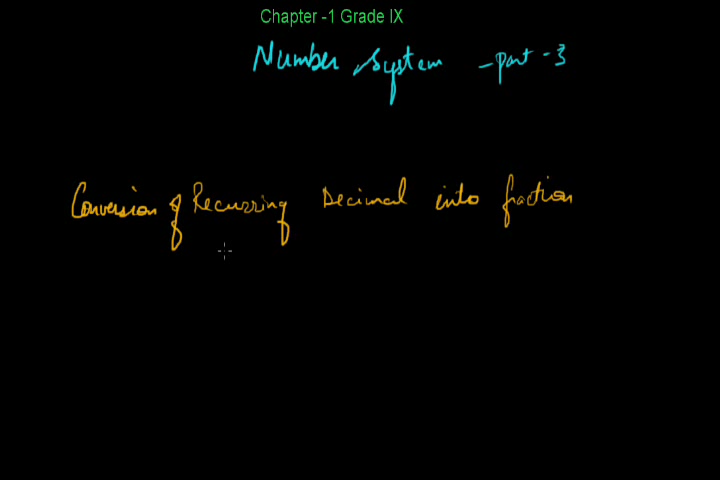 Chapter -1 Grade IX
Number System - part - 3
Conversion of Recurring Decimal into fraction